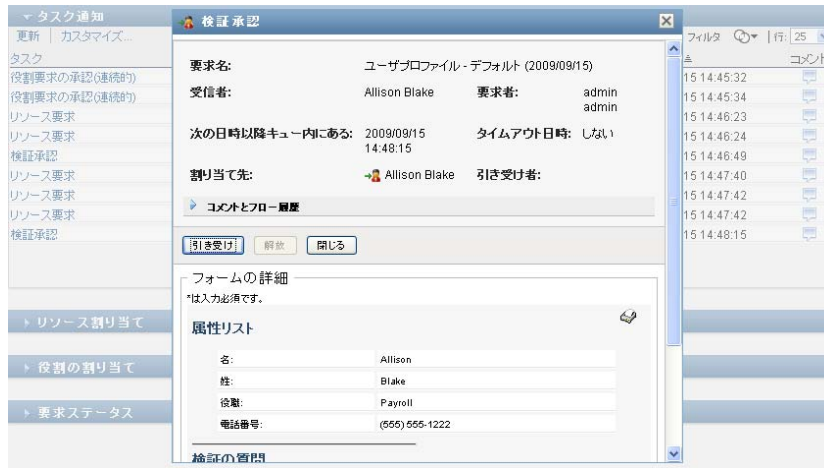 タスク通知
更新 カスタマイズ...
フィルタ 行: 25
タスク
コメント
役割要求の承認(連続的)
15 14:45:32
役割要求の承認(連続的)
15 14:45:34
リソース要求
15 14:46:23
リソース要求
15 14:46:24
検証承認
15 14:46:49
リソース要求
15 14:47:40
リソース要求
15 14:47:42
リソース要求
15 14:47:42
検証承認
15 14:48:15
リソース割り当て
役割の割り当て
要求ステータス
検証承認
要求名: ユーザプロファイル - デフォルト (2009/09/15)
受信者: Allison Blake 要求者: admin
admin
次の日時以降キュー内にある: 2009/09/15 タイムアウト日時: しない
14:48:15
割り当て先: Allison Blake 引き受け者:
コメントとフロー履歴
引き受け 解放 閉じる
フォームの詳細
*は入力必須です。
属性リスト
名: Allison
姓: Blake
役職: Payroll
電話番号: (555) 555-1222
検証の質問